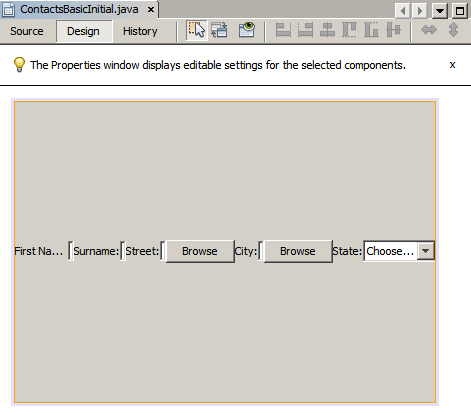 ContactsBasicInitial.java x
Source Design History
The Properties window displays editable settings for the selected components. x
First Na... Surname: Street: Browse City: Browse State: Choose...